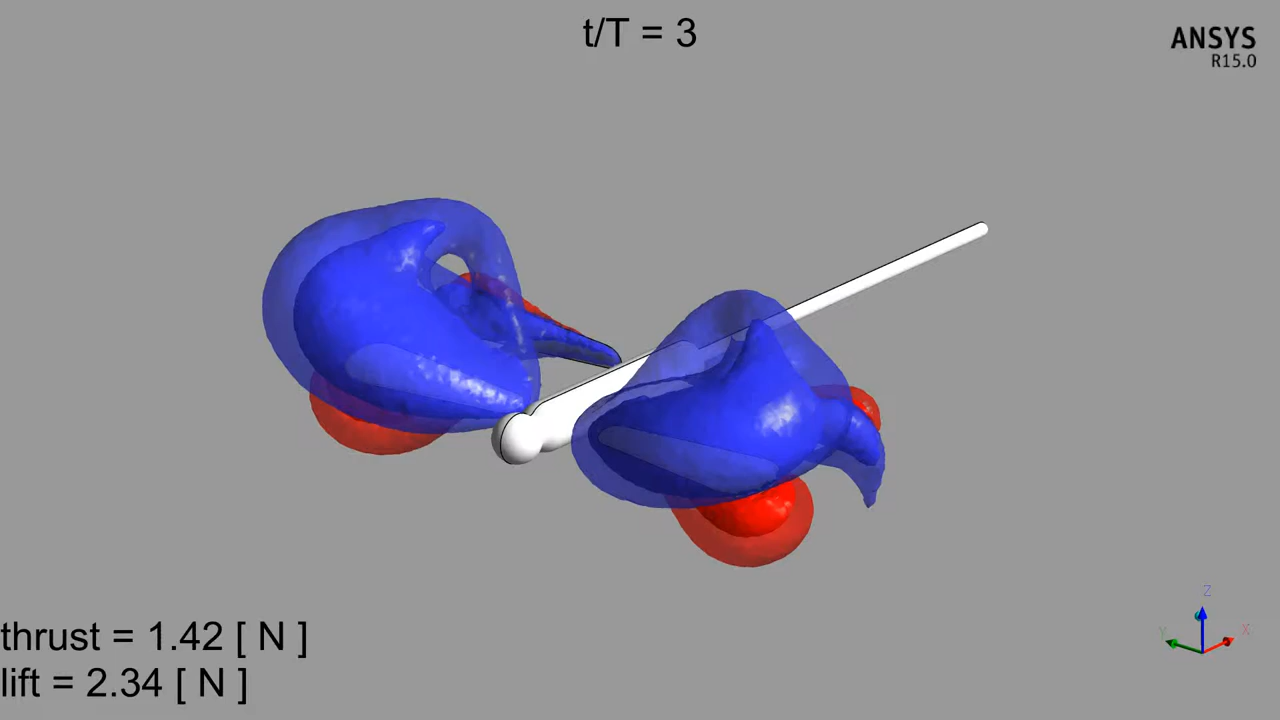 t/T = 3
ANSYS
R15.0
thrust = 1.42 [ N ]
lift = 2.34 [ N ]
Z
Y
X